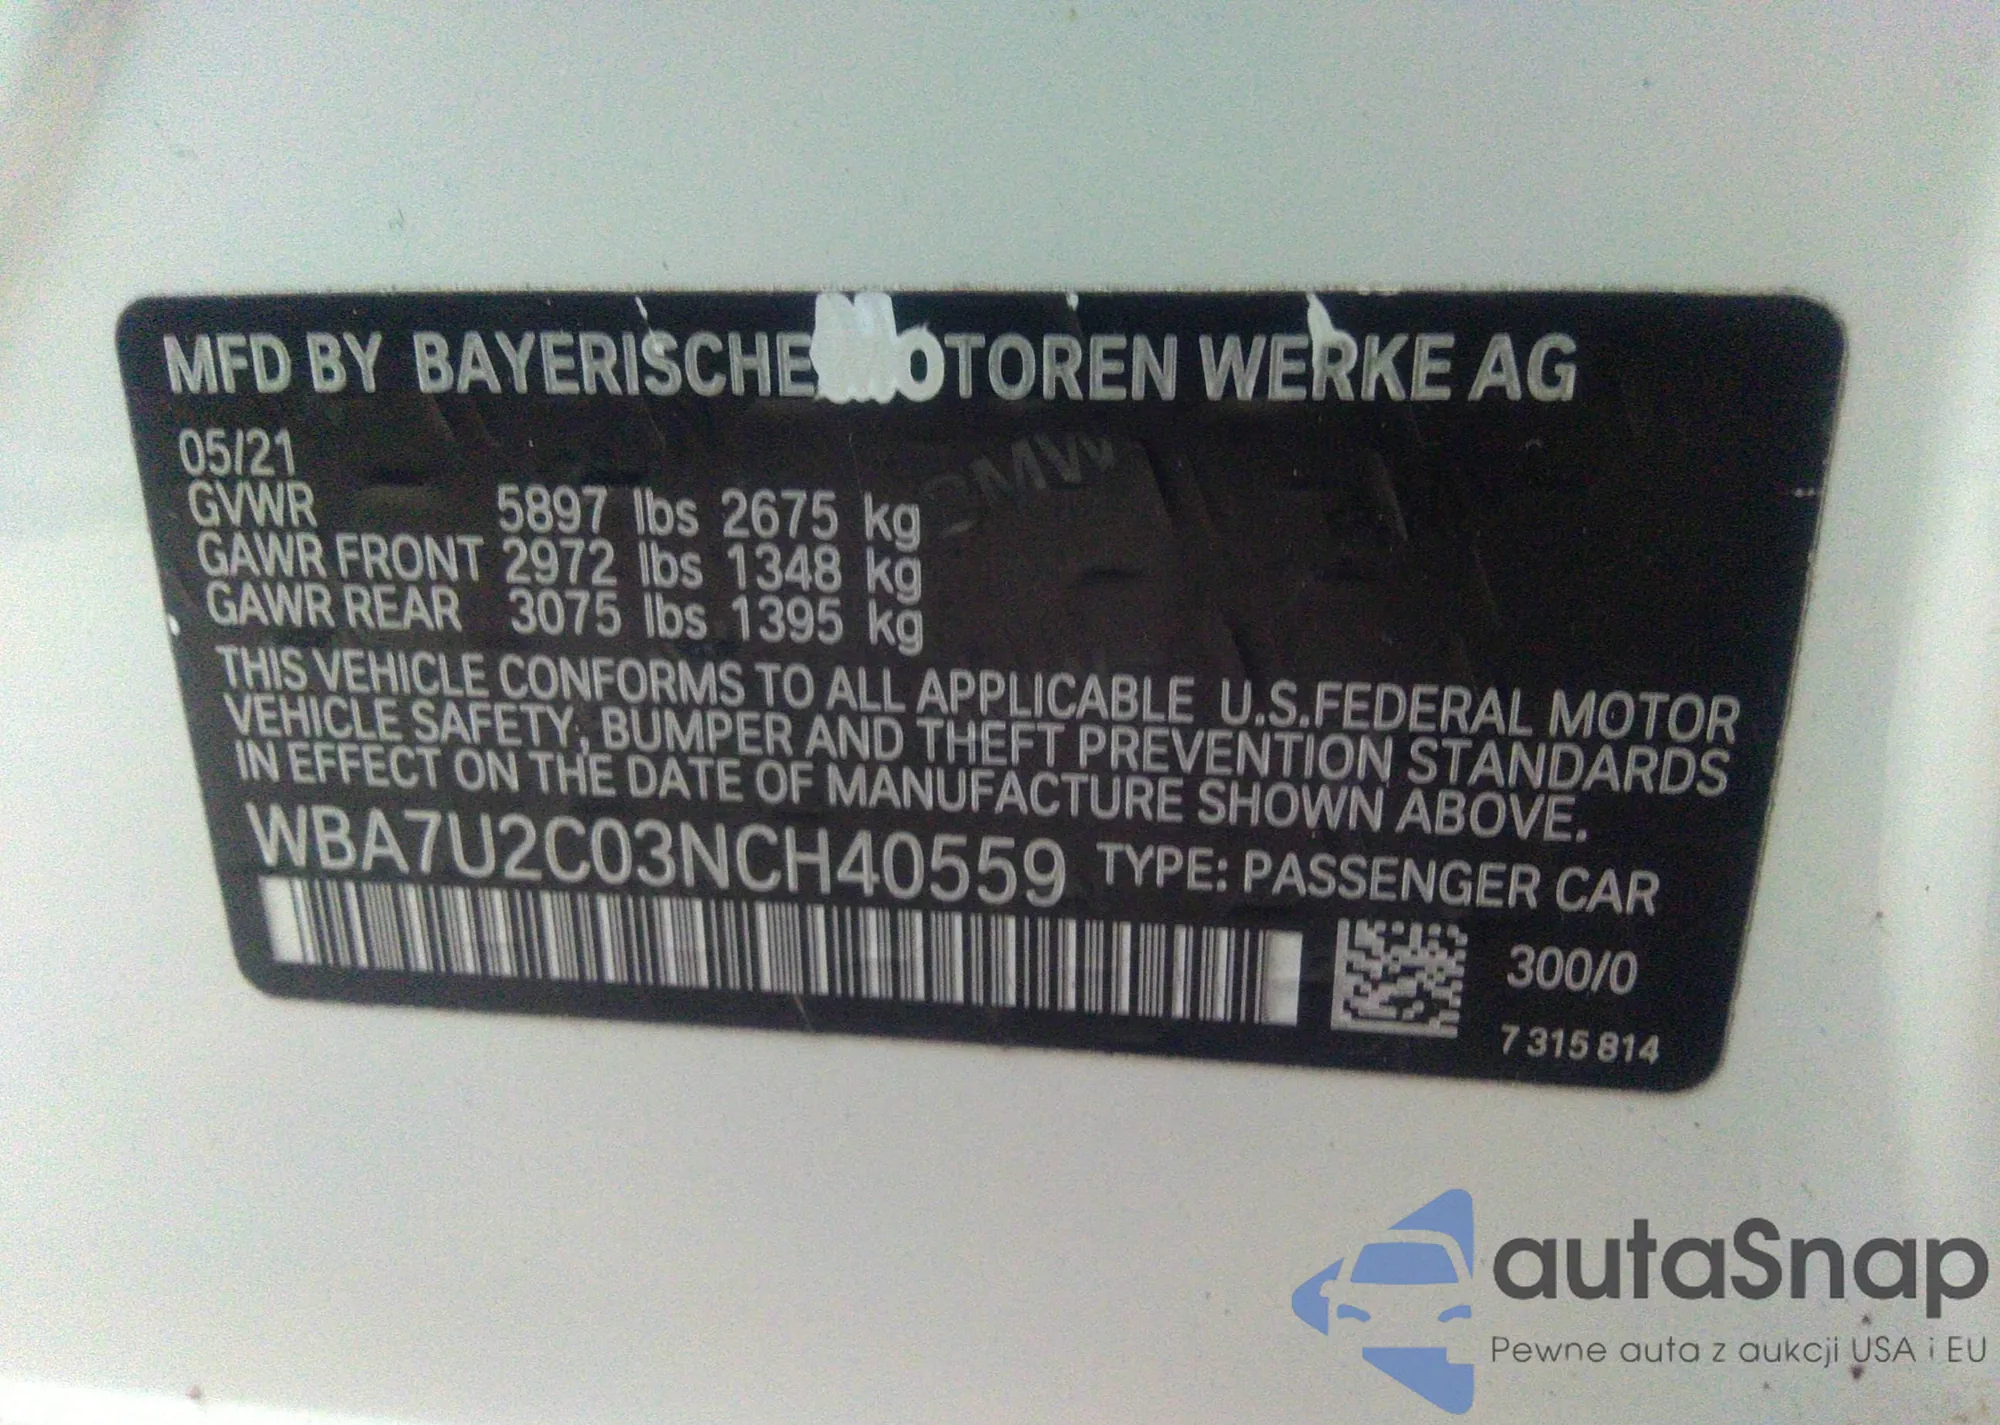 MFD BY BAYERISCHE MOTOREN WERKE AG
05/21
GVWR 5897 lbs 2675 kg
GAWR FRONT 2972 lbs 1348 kg
GAWR REAR 3075 lbs 1395 kg
THIS VEHICLE CONFORMS TO ALL APPLICABLE U.S.FEDERAL MOTOR
VEHICLE SAFETY, BUMPER AND THEFT PREVENTION STANDARDS
IN EFFECT ON THE DATE OF MANUFACTURE SHOWN ABOVE.
WBA7U2C03NCH40559 TYPE: PASSENGER CAR
300/0
7 315 814
autaSnap
Pewne auta z aukcji USA i EU